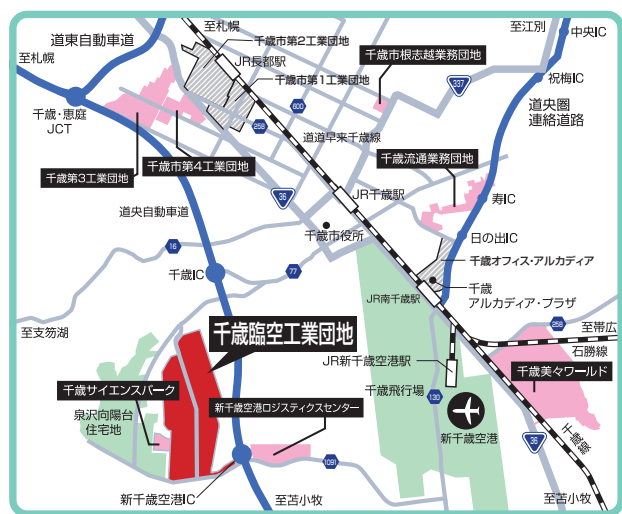 至札幌
至江別
道東自動車道
千歳市第2工業団地
中央IC
至札幌
JR長都駅
千歳市根志越業務団地
千歳市第1工業団地
337
祝梅IC
千歳・恵庭
JCT
600
道央圏
連絡道路
258
道道早来千歳線
千歳市第4工業団地
千歳流通業務団地
千歳第3工業団地
JR千歳駅
36
寿IC
道央自動車道
千歳市役所
日の出IC
16
千歳オフィス・アルカディア
千歳IC
77
千歳
アルカディア・プラザ
JR南千歳駅
千歳臨空工業団地
258
至帯広
至支笏湖
石勝線
JR新千歳空港駅
千歳美々ワールド
千歳サイエンスパーク
千歳飛行場
130
新千歳空港ロジスティクスセンター
泉沢向陽台
住宅地
新千歳空港
36
千歳線
1091
新千歳空港IC
至苫小牧
至苫小牧